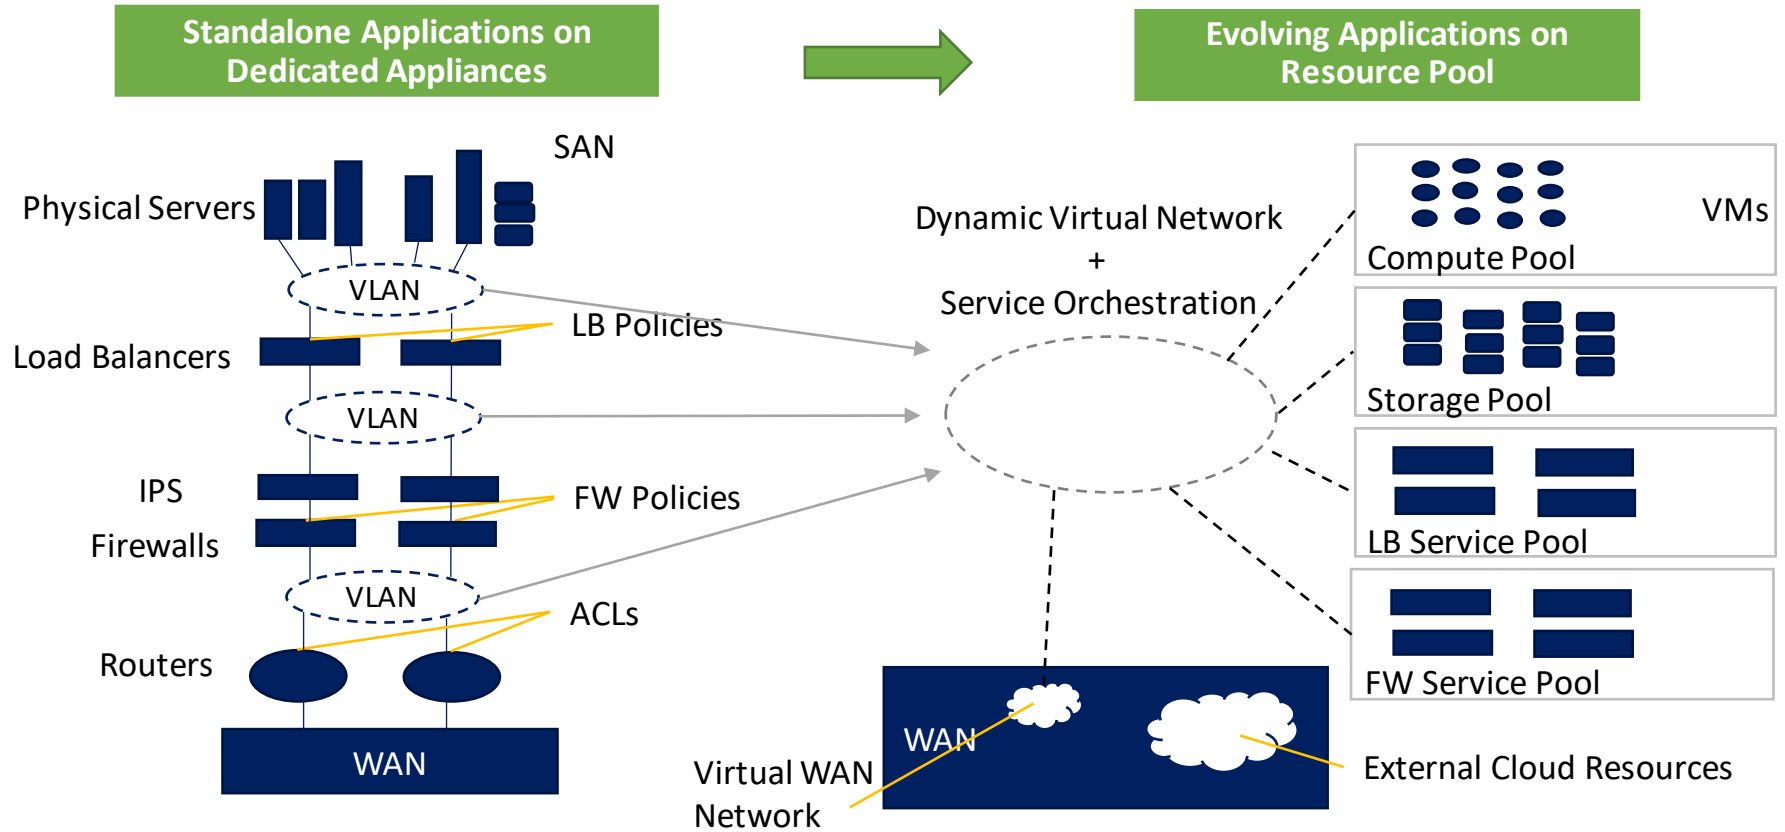 Standalone Applications on
Dedicated Appliances
Evolving Applications on
Resource Pool
SAN
Physical Servers
VLAN
LB Policies
Load Balancers
VLAN
IPS
FW Policies
Firewalls
VLAN
ACLs
Routers
WAN
Dynamic Virtual Network
+
Service Orchestration
VMs
Compute Pool
Storage Pool
LB Service Pool
FW Service Pool
WAN
Virtual WAN
Network
External Cloud Resources